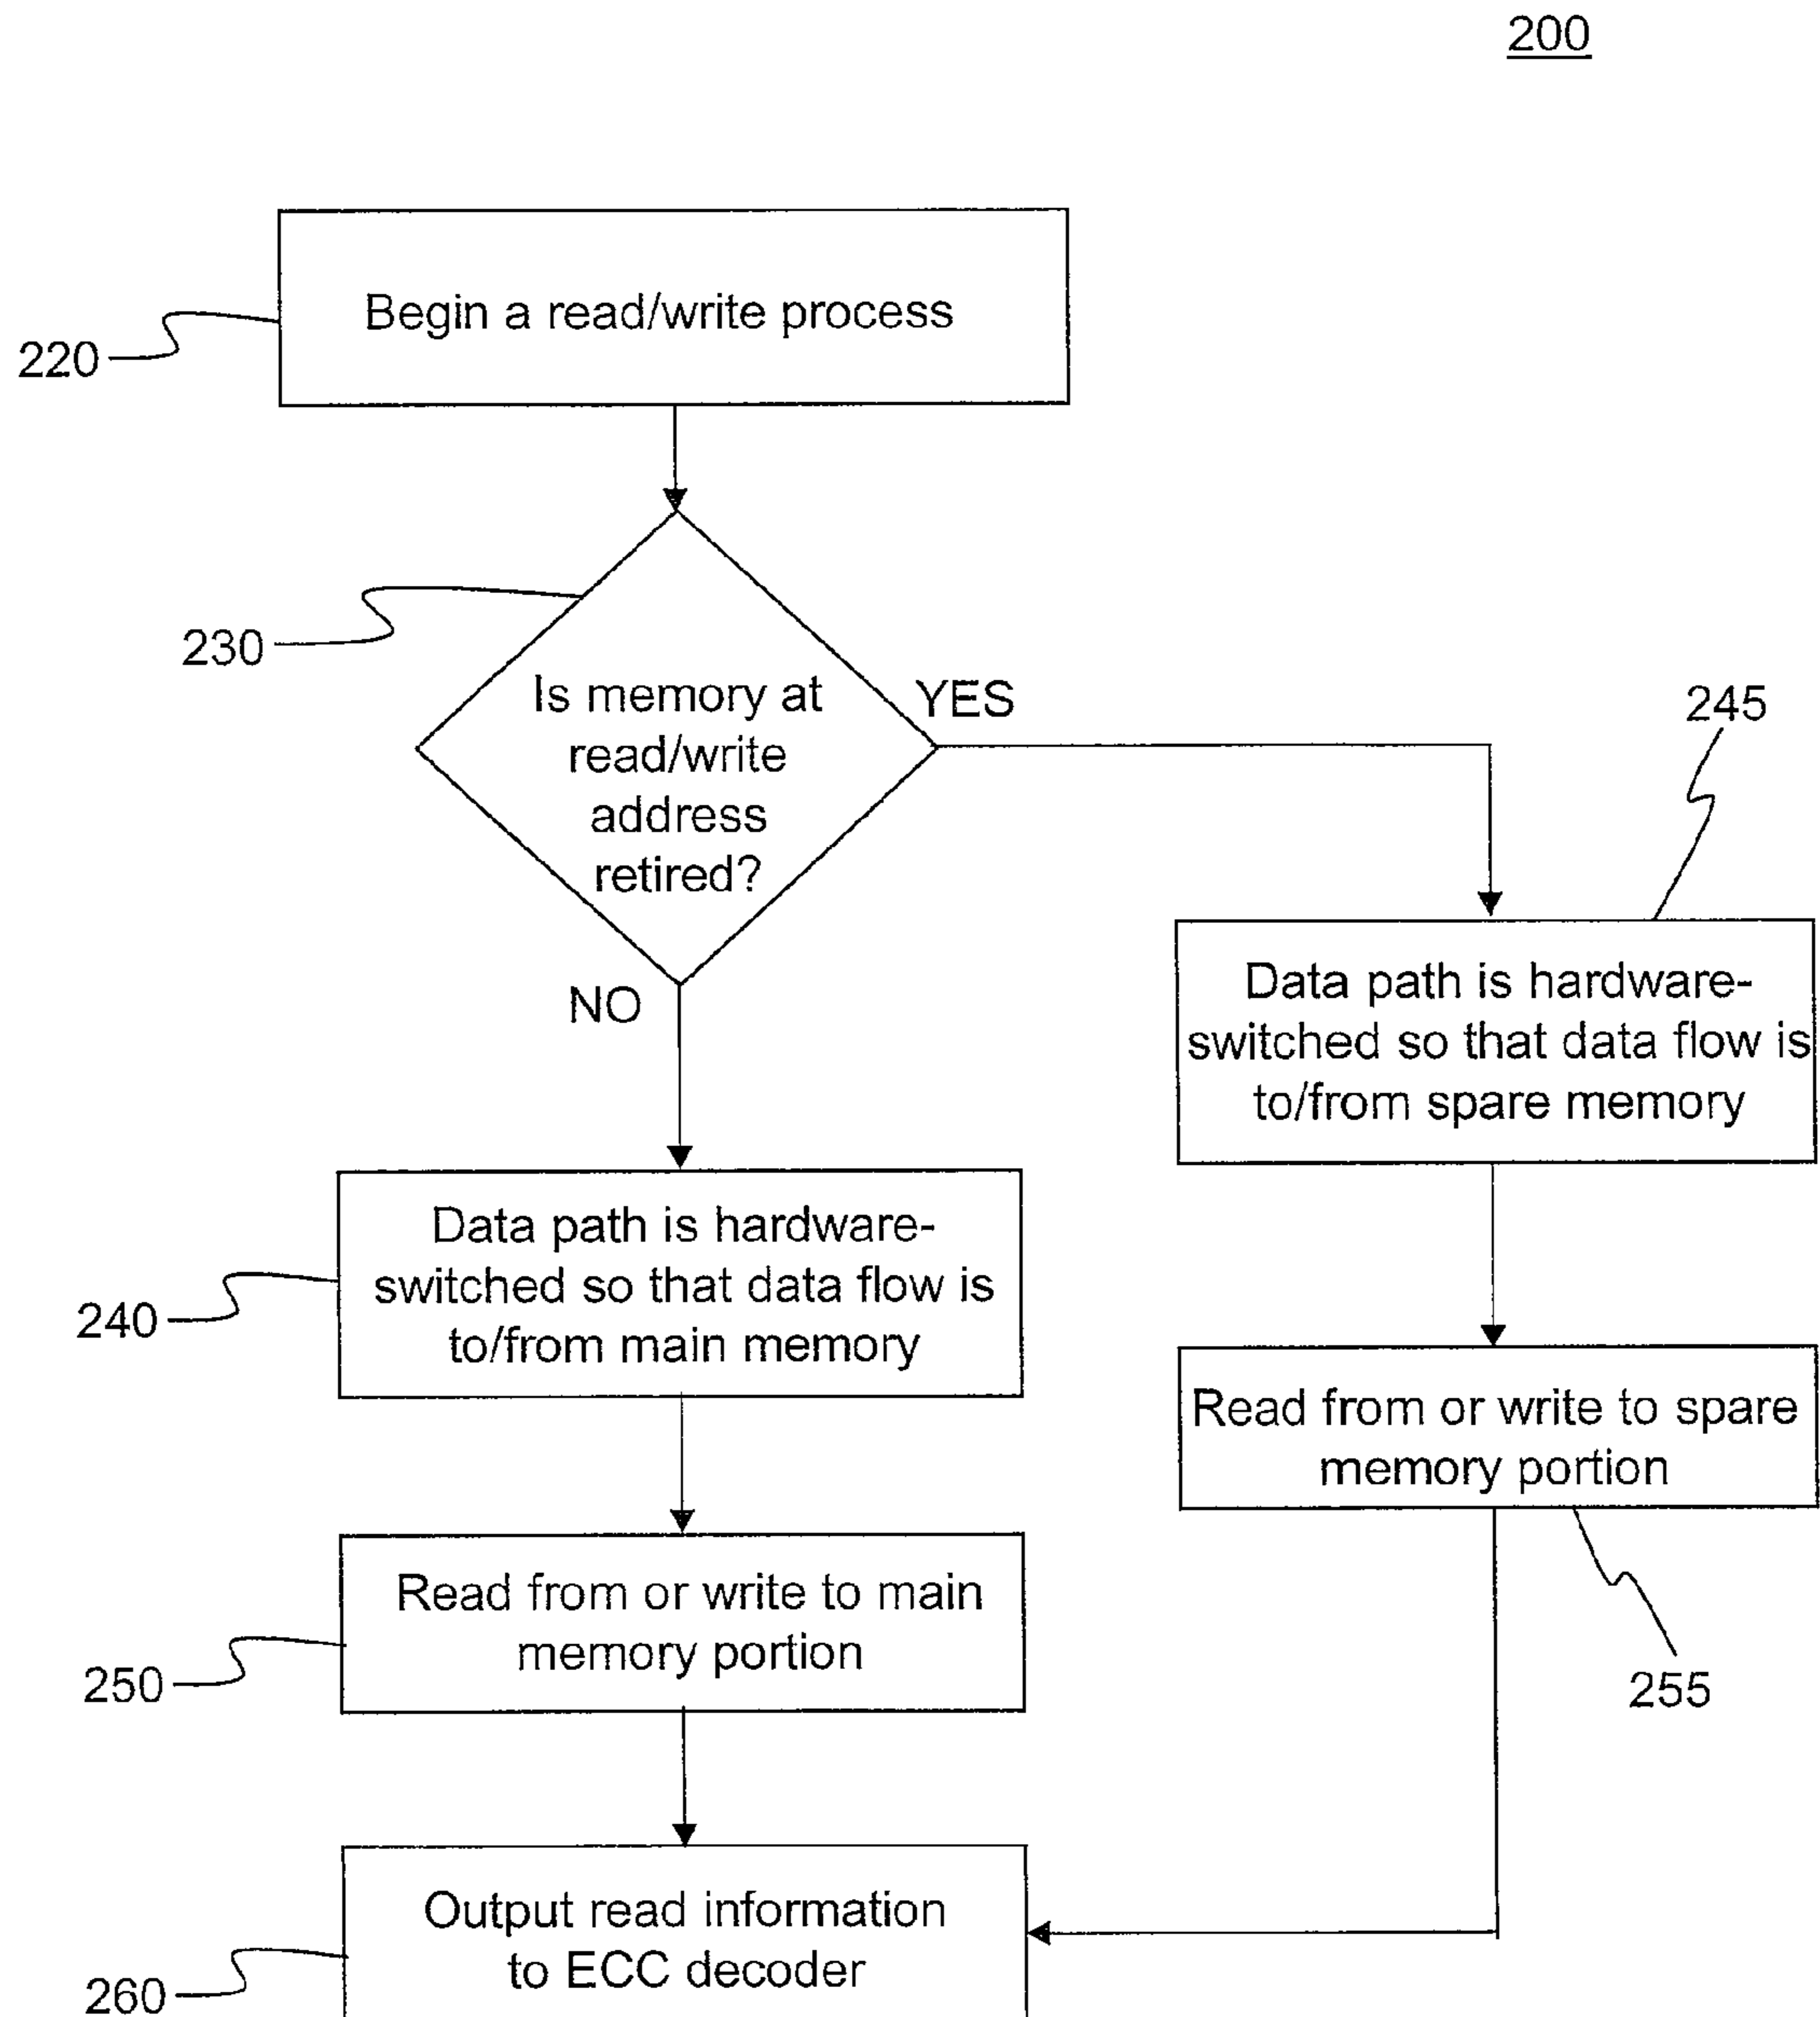 200
Begin a read/write process
220
230
Is memory at
read/write
address
retired?
YES
NO
245
Data path is hardware-
switched so that data flow is
to/from spare memory
Data path is hardware-
switched so that data flow is
to/from main memory
240
Read from or write to spare
memory portion
255
Read from or write to main
memory portion
250
Output read information
to ECC decoder
260